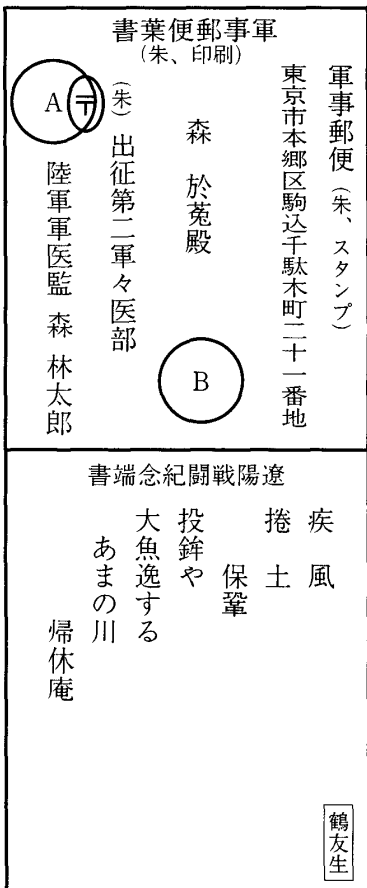 書葉便郵事軍
(朱、印刷)
軍事郵便(朱、スタンプ)
東京市本郷区駒込千駄木町二十一番地
森 於菟殿
B
(朱)出征第二軍々医部
陸軍軍医監 森 林太郎
A 〒
書端念紀闘戦陽遼
疾風
捲土
保鞏
投鉾や
大魚逸する
あまの川
帰休庵
鶴友生